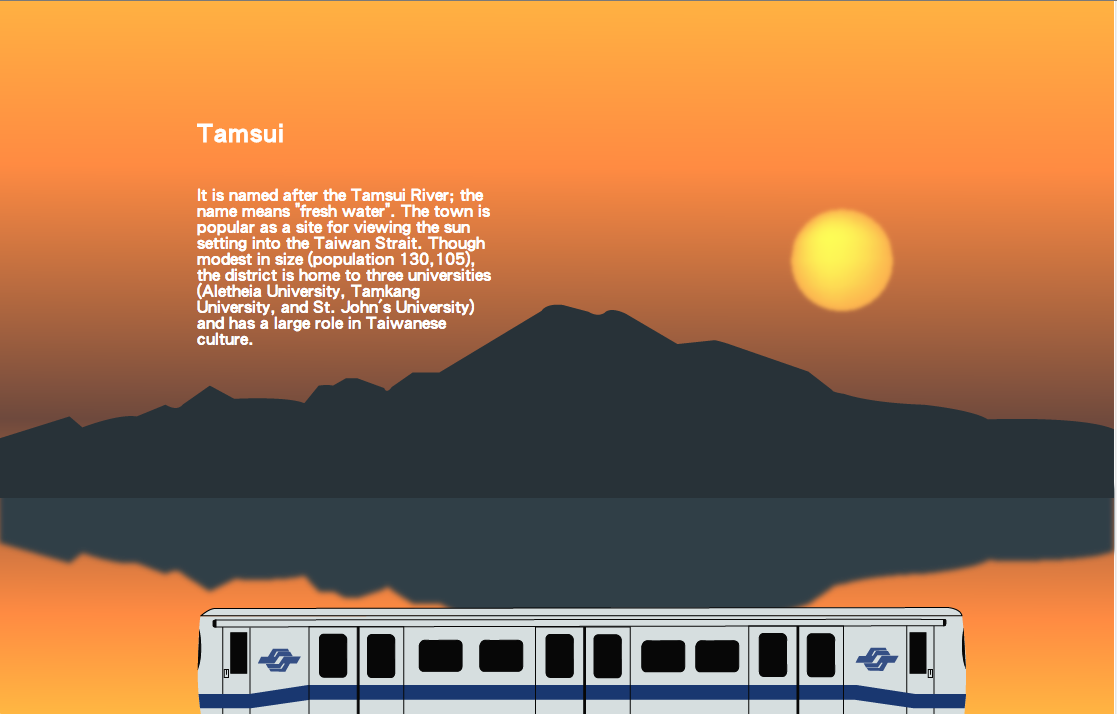 Tamsui
It is named after the Tamsui River; the
name means "fresh water". The town is
popular as a site for viewing the sun
setting into the Taiwan Strait. Though
modest in size (population 130,105),
the district is home to three universities
(Aletheia University, Tamkang
University, and St. John's University)
and has a large role in Taiwanese
culture.